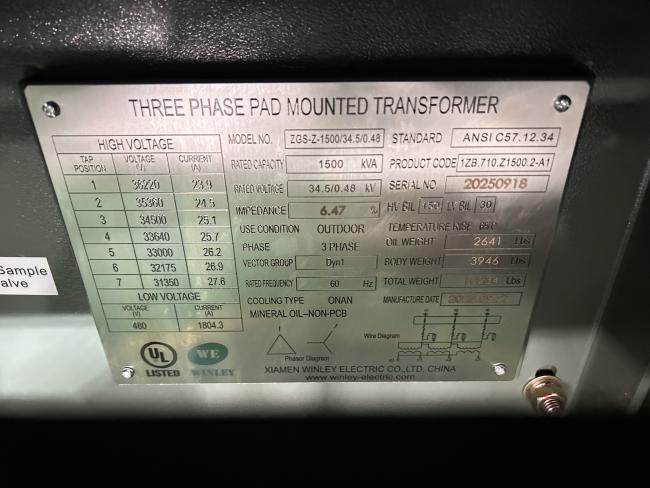 THREE PHASE PAD MOUNTED TRANSFORMER
HIGH VOLTAGE
TAP POSITION VOLTAGE (V) CURRENT (A)
1 36220 23.9
2 35360 24.5
3 34500 25.1
4 33640 25.7
5 33000 26.2
6 32175 26.9
7 31350 27.6
LOW VOLTAGE
VOLTAGE (V) CURRENT (A)
480 1804.3
MODEL NO. ZGS-Z-1500/34.5/0.48 STANDARD ANSI C57.12.34
RATED CAPACITY 1500 kVA PRODUCT CODE 1ZB.710.Z1500.2-A1
RATED VOLTAGE 34.5/0.48 kV SERIAL NO. 20250918
IMPEDANCE 6.47 % HV BIL 150 LV BIL 30
USE CONDITION OUTDOOR TEMPERATURE RISE 65°C
PHASE 3 PHASE OIL WEIGHT 2641 Lbs
VECTOR GROUP Dyn1 BODY WEIGHT 3946 Lbs
RATED FREQUENCY 60 Hz TOTAL WEIGHT Lbs
COOLING TYPE ONAN MANUFACTURE DATE
MINERAL OIL-NON-PCB
Wire Diagram
Phasor Diagram
UL
LISTED
WE
WINLEY
XIAMEN WINLEY ELECTRIC CO.,LTD, CHINA
www.winley-electric.com
Sample
alve